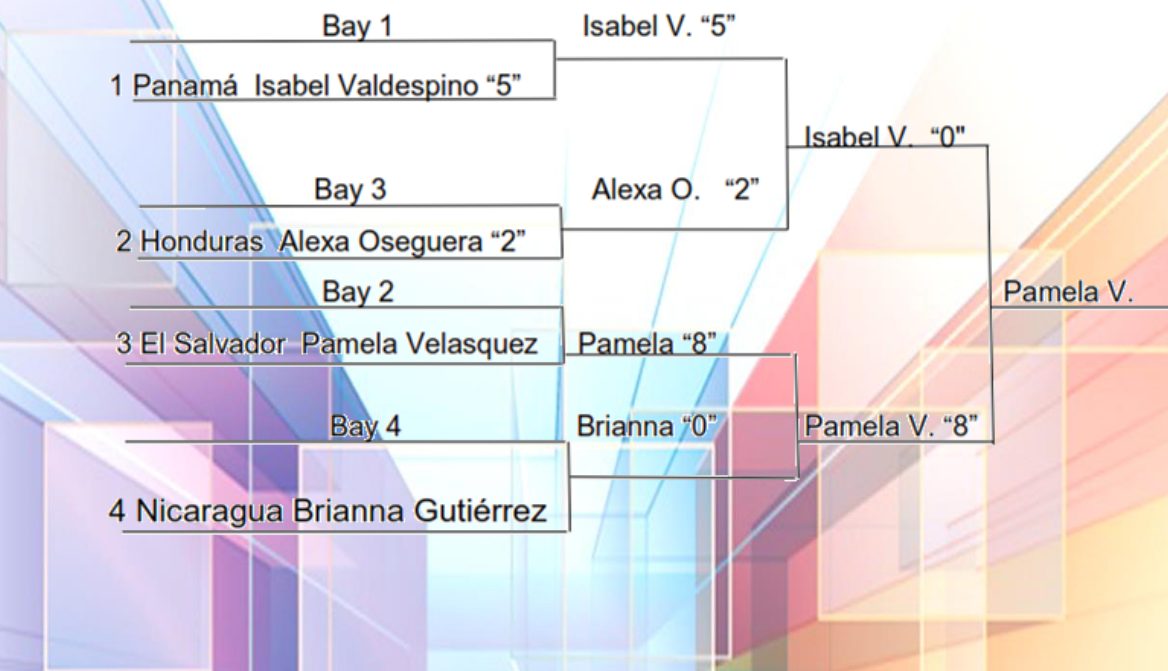 Bay 1
Isabel V. “5”
1 Panamá Isabel Valdespino “5”
Isabel V. “0"
Bay 3
Alexa O. “2”
2 Honduras Alexa Oseguera “2”
Bay 2
Pamela V.
3 El Salvador Pamela Velasquez
Pamela “8”
Bay 4
Brianna “0”
Pamela V. “8”
4 Nicaragua Brianna Gutiérrez